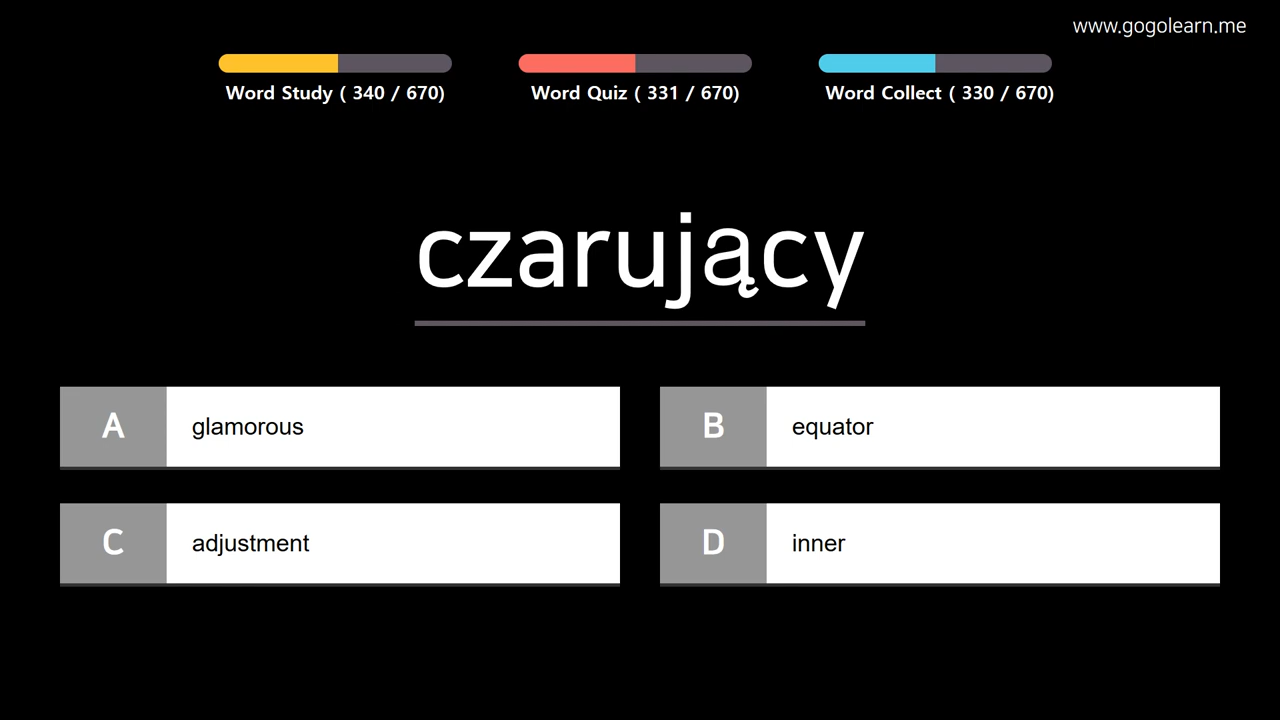 www.gogolearn.me
Word Study ( 340 / 670)
Word Quiz ( 331 / 670)
Word Collect ( 330 / 670)
czarujący
A glamorous
B equator
C adjustment
D inner